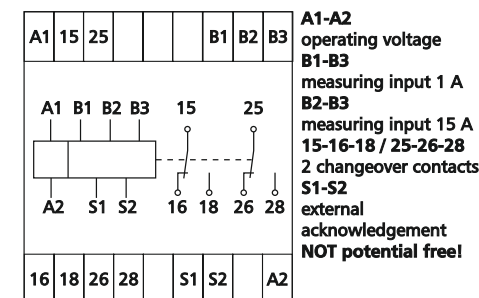 A1 15 25 B1 B2 B3
A1 B1 B2 B3 15 25
A2 S1 S2 16 18 26 28
16 18 26 28 S1 S2 A2
A1-A2
operating voltage
B1-B3
measuring input 1 A
B2-B3
measuring input 15 A
15-16-18 / 25-26-28
2 changeover contacts
S1-S2
external
acknowledgement
NOT potential free!